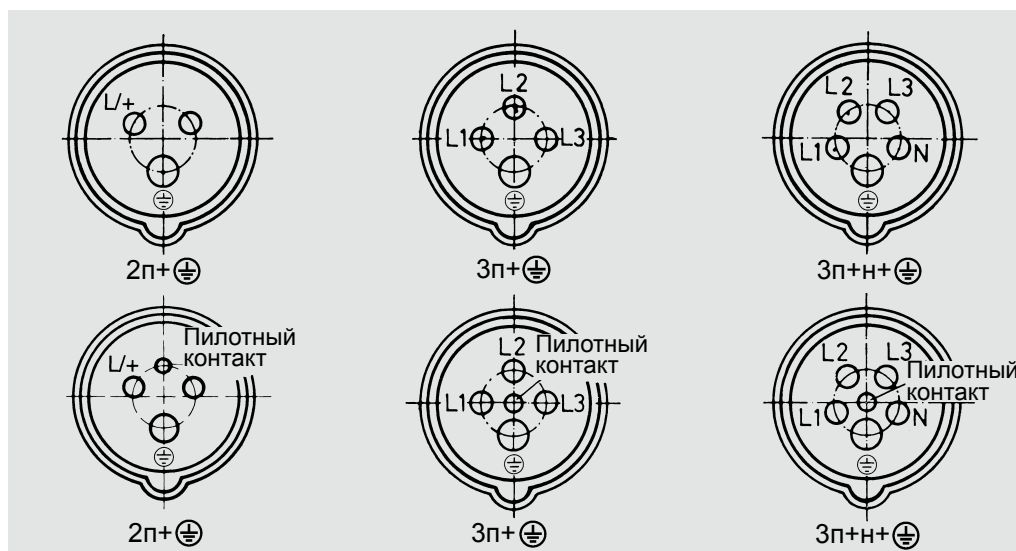 L/+
L2
L1 L3
L2 L3
L1 N
2п+⏚
3п+⏚
3п+н+⏚
L/+
Пилотный
контакт
L2
Пилотный
контакт
L1 L3
L2 L3
Пилотный
контакт
L1 N
2п+⏚
3п+⏚
3п+н+⏚